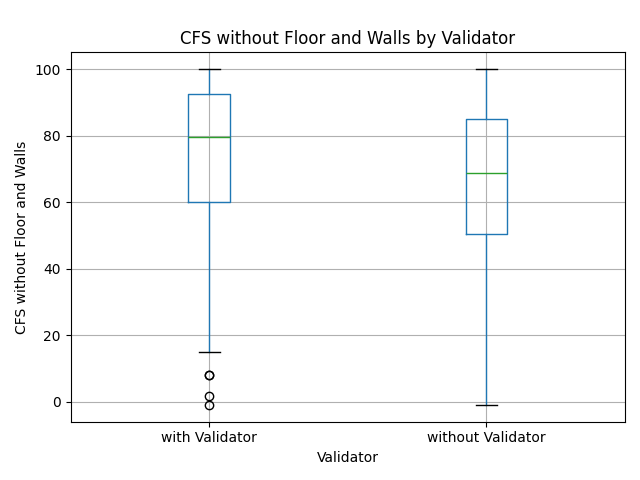 CFS without Floor and Walls by Validator
CFS without Floor and Walls
100
80
60
40
20
0
with Validator
without Validator
Validator